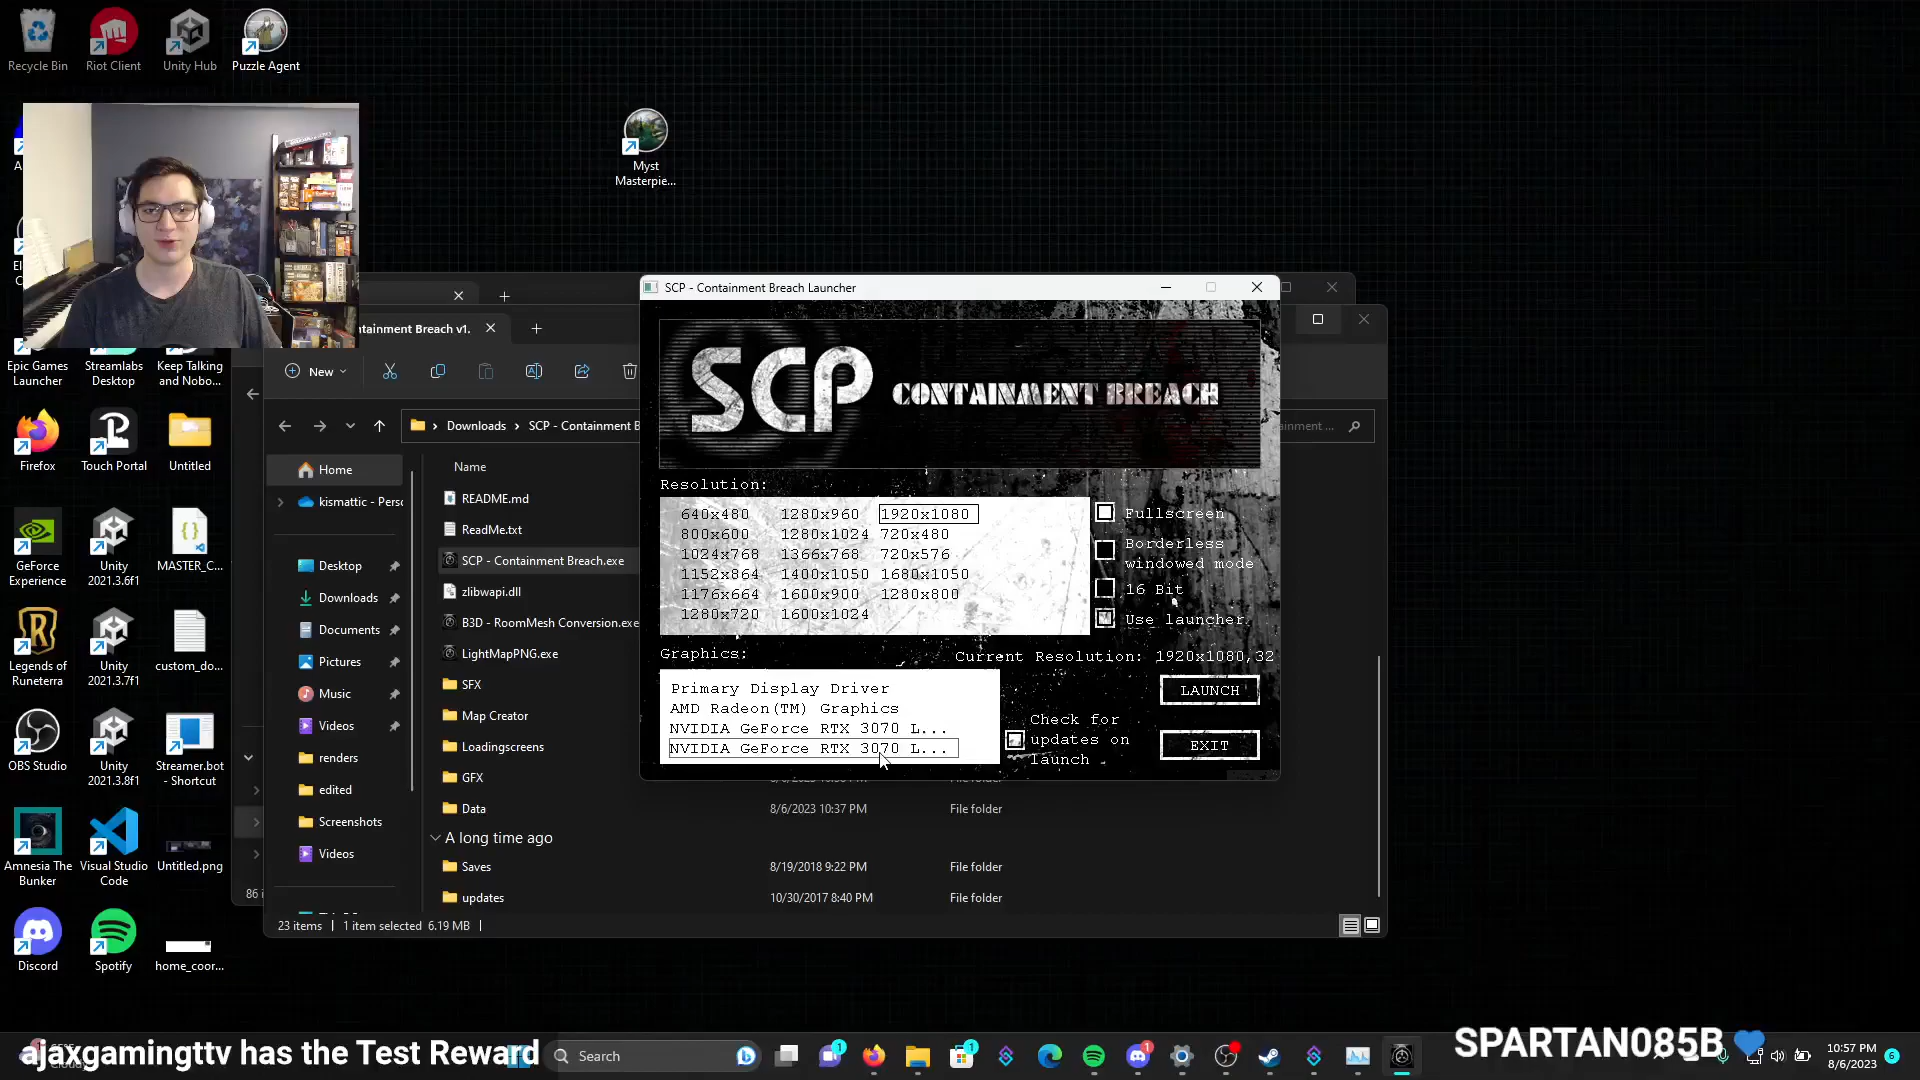 Recycle Bin
Riot Client
Unity Hub
Puzzle Agent
Myst
Masterpie...
SCP - Containment Breach Launcher
ntainment Breach v1.
New
Downloads
SCP - Containment B
SCP
CONTAINMENT BREACH
Resolution:
640x480 1280x960 1920x1080
800x600 1280x1024 720x480
1024x768 1366x768 720x576
1152x864 1400x1050 1680x1050
1176x664 1600x900 1280x800
1280x720 1600x1024
Fullscreen
Borderless
windowed mode
16 Bit
Use launcher
Graphics:
Current Resolution: 1920x1080,32
Primary Display Driver
AMD Radeon(TM) Graphics
NVIDIA GeForce RTX 3070 L...
NVIDIA GeForce RTX 3070 L...
Check for
updates on
launch
LAUNCH
EXIT
Home
kismattic - Perso
Desktop
Downloads
Documents
Pictures
Music
Videos
renders
edited
Screenshots
Videos
Name
README.md
ReadMe.txt
SCP - Containment Breach.exe
zlibwapi.dll
B3D - RoomMesh Conversion.exe
LightMapPNG.exe
SFX
Map Creator
Loadingscreens
GFX
Data 8/6/2023 10:37 PM File folder
A long time ago
Saves 8/19/2018 9:22 PM File folder
updates 10/30/2017 8:40 PM File folder
23 items 1 item selected 6.19 MB
Epic Games
Launcher
Streamlabs
Desktop
Keep Talking
and Nobo...
Firefox
Touch Portal
Untitled
GeForce
Experience
Unity
2021.3.6f1
MASTER_C...
Legends of
Runeterra
Unity
2021.3.7f1
custom_do...
OBS Studio
Unity
2021.3.8f1
Streamer.bot
- Shortcut
Amnesia The
Bunker
Visual Studio
Code
Untitled.png
Discord
Spotify
home_coor...
ajaxgamingttv has the Test Reward
Search
SPARTAN085B
10:57 PM
8/6/2023
6